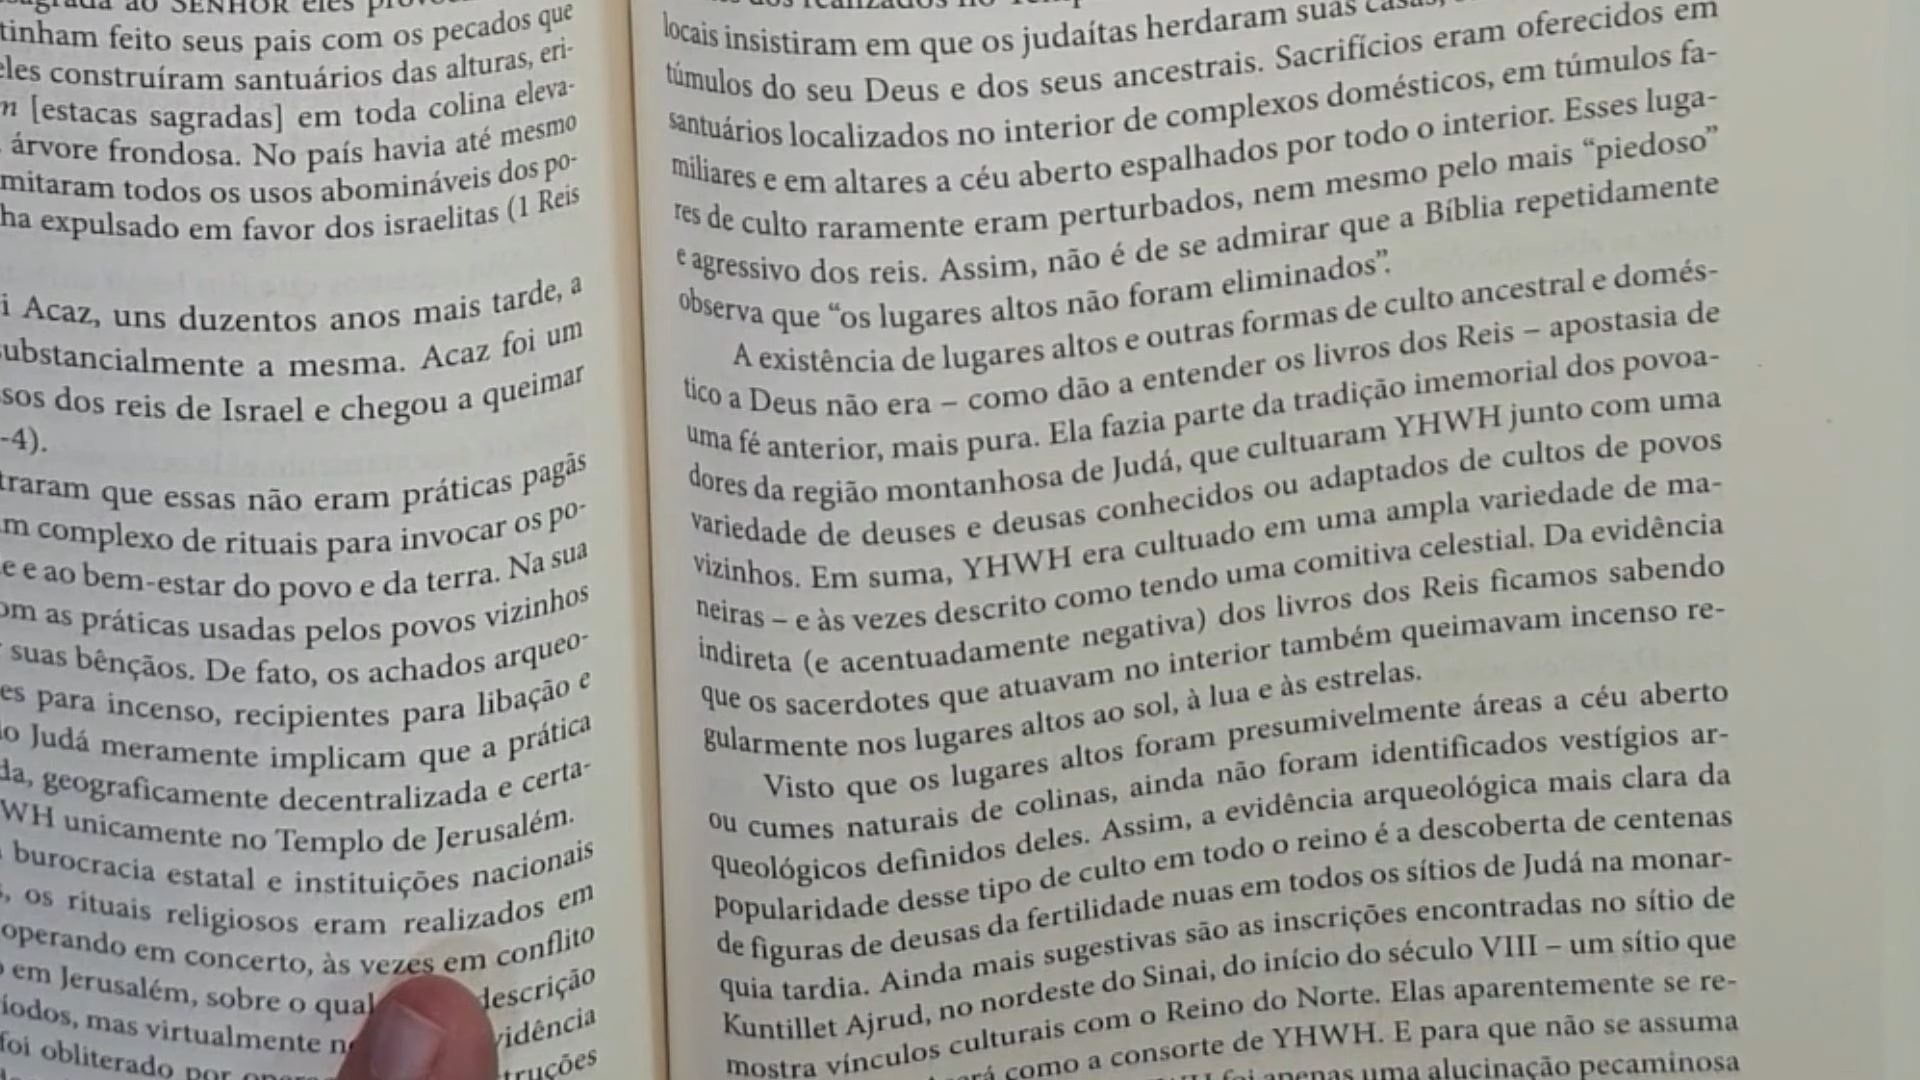 ao SENHOR eles
tinham feito seus pais com os pecados que
eles construíram santuários das alturas, eri-
[estacas sagradas] em toda colina eleva-
árvore frondosa. No país havia até mesmo
mitaram todos os usos abomináveis dos po-
ha expulsado em favor dos israelitas (1 Reis
i Acaz, uns duzentos anos mais tarde, a
ubstancialmente a mesma. Acaz foi um
sos dos reis de Israel e chegou a queimar
-4).
traram que essas não eram práticas pagãs
m complexo de rituais para invocar os po-
e e ao bem-estar do povo e da terra. Na sua
om as práticas usadas pelos povos vizinhos
suas bênçãos. De fato, os achados arqueo-
es para incenso, recipientes para libação e
o Judá meramente implicam que a prática
da, geograficamente decentralizada e certa-
WH unicamente no Templo de Jerusalém.
burocracia estatal e instituições nacionais
, os rituais religiosos eram realizados em
operando em concerto, às vezes em conflito
em Jerusalém, sobre o qual descrição
íodos, mas virtualmente vidência
foi obliterado por truções
locais insistiram em que os judaítas herdaram suas casas,
túmulos do seu Deus e dos seus ancestrais. Sacrifícios eram oferecidos em
santuários localizados no interior de complexos domésticos, em túmulos fa-
miliares e em altares a céu aberto espalhados por todo o interior. Esses luga-
res de culto raramente eram perturbados, nem mesmo pelo mais “piedoso”
e agressivo dos reis. Assim, não é de se admirar que a Bíblia repetidamente
observa que “os lugares altos não foram eliminados”.
A existência de lugares altos e outras formas de culto ancestral e domés-
tico a Deus não era – como dão a entender os livros dos Reis – apostasia de
uma fé anterior, mais pura. Ela fazia parte da tradição imemorial dos povoa-
dores da região montanhosa de Judá, que cultuaram YHWH junto com uma
variedade de deuses e deusas conhecidos ou adaptados de cultos de povos
vizinhos. Em suma, YHWH era cultuado em uma ampla variedade de ma-
neiras – e às vezes descrito como tendo uma comitiva celestial. Da evidência
indireta (e acentuadamente negativa) dos livros dos Reis ficamos sabendo
que os sacerdotes que atuavam no interior também queimavam incenso re-
gularmente nos lugares altos ao sol, à lua e às estrelas.
Visto que os lugares altos foram presumivelmente áreas a céu aberto
ou cumes naturais de colinas, ainda não foram identificados vestígios ar-
queológicos definidos deles. Assim, a evidência arqueológica mais clara da
popularidade desse tipo de culto em todo o reino é a descoberta de centenas
de figuras de deusas da fertilidade nuas em todos os sítios de Judá na monar-
quia tardia. Ainda mais sugestivas são as inscrições encontradas no sítio de
Kuntillet Ajrud, no nordeste do Sinai, do início do século VIII – um sítio que
mostra vínculos culturais com o Reino do Norte. Elas aparentemente se re-
como a consorte de YHWH. E para que não se assuma
foi apenas uma alucinação pecaminosa